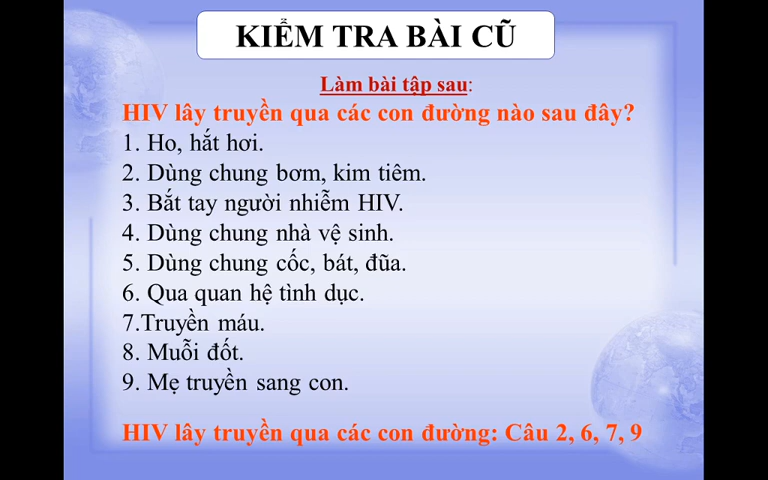 KIỂM TRA BÀI CŨ
Làm bài tập sau:
HIV lây truyền qua các con đường nào sau đây?
1. Ho, hắt hơi.
2. Dùng chung bơm, kim tiêm.
3. Bắt tay người nhiễm HIV.
4. Dùng chung nhà vệ sinh.
5. Dùng chung cốc, bát, đũa.
6. Qua quan hệ tình dục.
7.Truyền máu.
8. Muỗi đốt.
9. Mẹ truyền sang con.
HIV lây truyền qua các con đường: Câu 2, 6, 7, 9